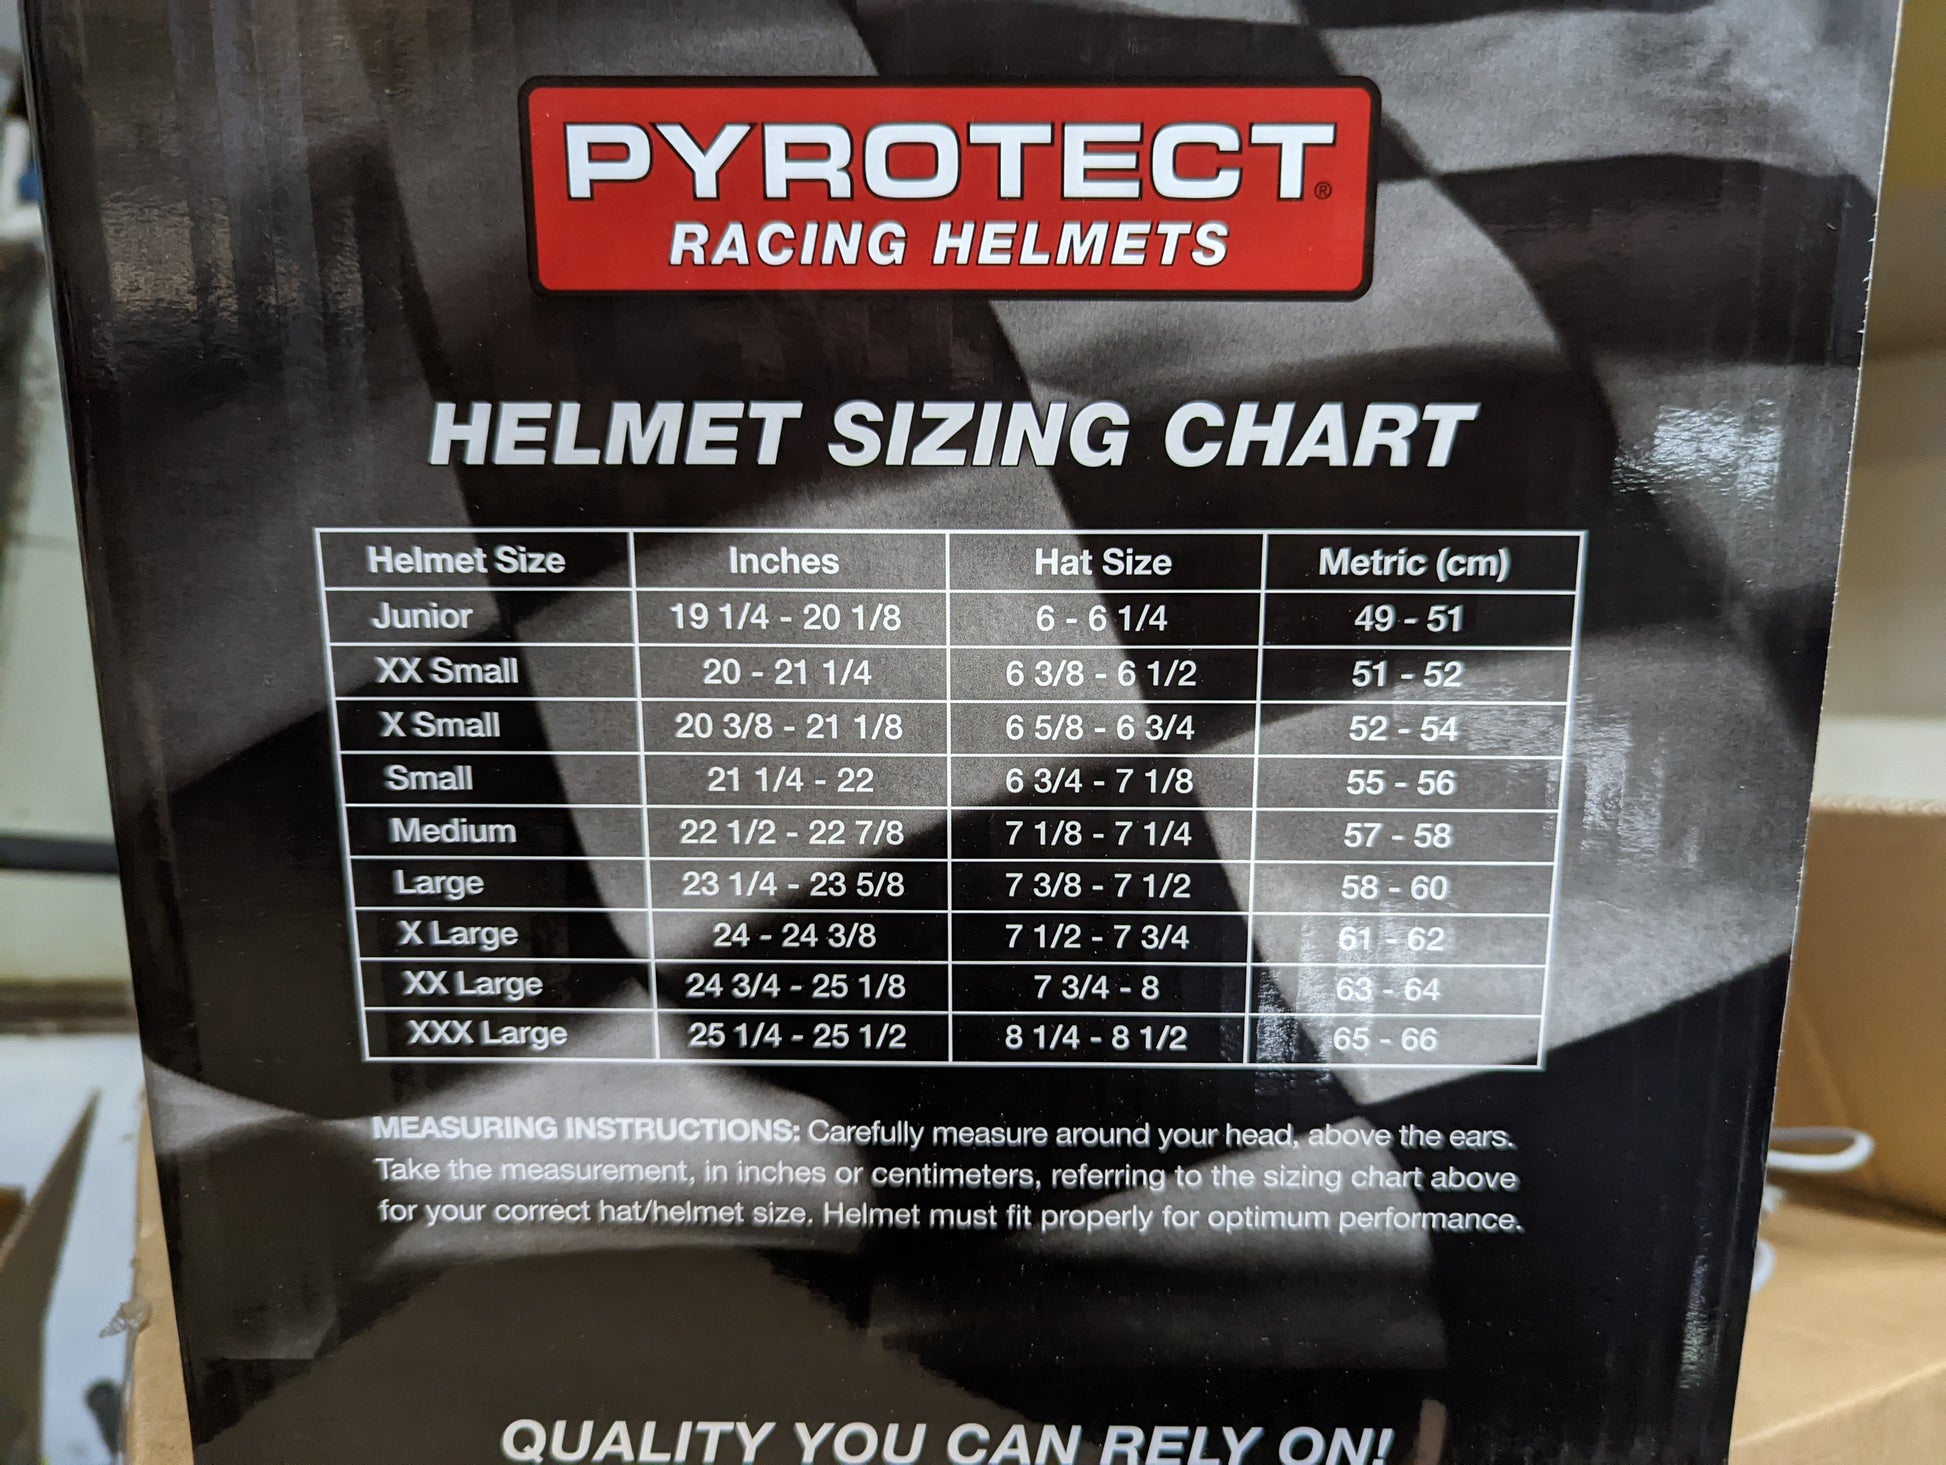 PYROTECT®
RACING HELMETS
HELMET SIZING CHART
Helmet Size Inches Hat Size Metric (cm)
Junior 19 1/4 - 20 1/8 6 - 6 1/4 49 - 51
XX Small 20 - 21 1/4 6 3/8 - 6 1/2 51 - 52
X Small 20 3/8 - 21 1/8 6 5/8 - 6 3/4 52 - 54
Small 21 1/4 - 22 6 3/4 - 7 1/8 55 - 56
Medium 22 1/2 - 22 7/8 7 1/8 - 7 1/4 57 - 58
Large 23 1/4 - 23 5/8 7 3/8 - 7 1/2 58 - 60
X Large 24 - 24 3/8 7 1/2 - 7 3/4 61 - 62
XX Large 24 3/4 - 25 1/8 7 3/4 - 8 63 - 64
XXX Large 25 1/4 - 25 1/2 8 1/4 - 8 1/2 65 - 66
MEASURING INSTRUCTIONS: Carefully measure around your head, above the ears.
Take the measurement, in inches or centimeters, referring to the sizing chart above
for your correct hat/helmet size. Helmet must fit properly for optimum performance.
QUALITY YOU CAN RELY ON!